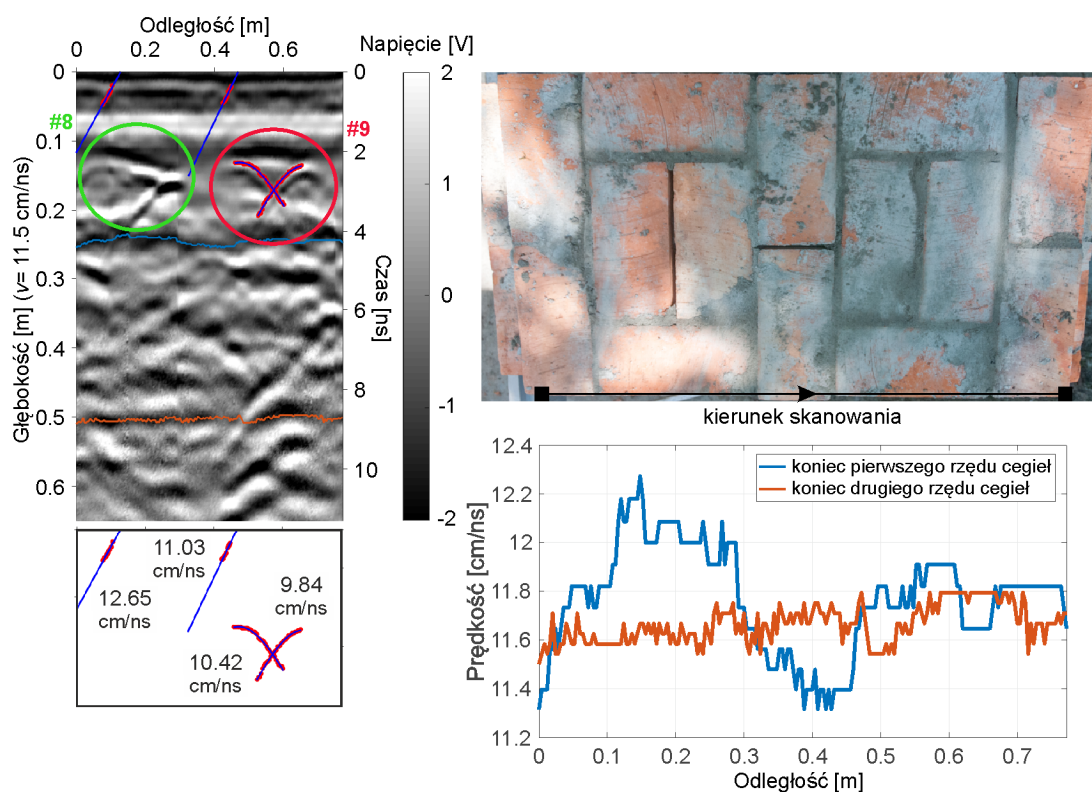 Odległość [m]
0 0.2 0.4 0.6
Napięcie [V]
Głębokość [m] (v= 11.5 cm/ns)
0
0.1
0.2
0.3
0.4
0.5
0.6
#8
#9
0
2
4
6
8
10
Czas [ns]
2
1
0
-1
-2
kierunek skanowania
11.03
cm/ns
12.65
cm/ns
9.84
cm/ns
10.42
cm/ns
12.4
12.2
12
11.8
11.6
11.4
11.2
Prędkość [cm/ns]
koniec pierwszego rzędu cegieł
koniec drugiego rzędu cegieł
0 0.1 0.2 0.3 0.4 0.5 0.6 0.7
Odległość [m]